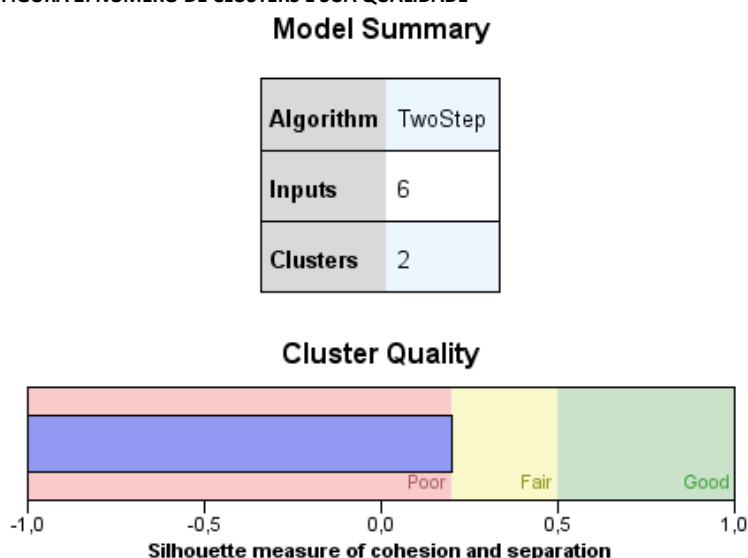 FIGURA 2: NÚMERO DE CLUSTERS E SUA QUALIDADE
Model Summary
Algorithm TwoStep
Inputs 6
Clusters 2
Cluster Quality
Poor Fair Good
-1,0 -0,5 0,0 0,5 1,0
Silhouette measure of cohesion and separation